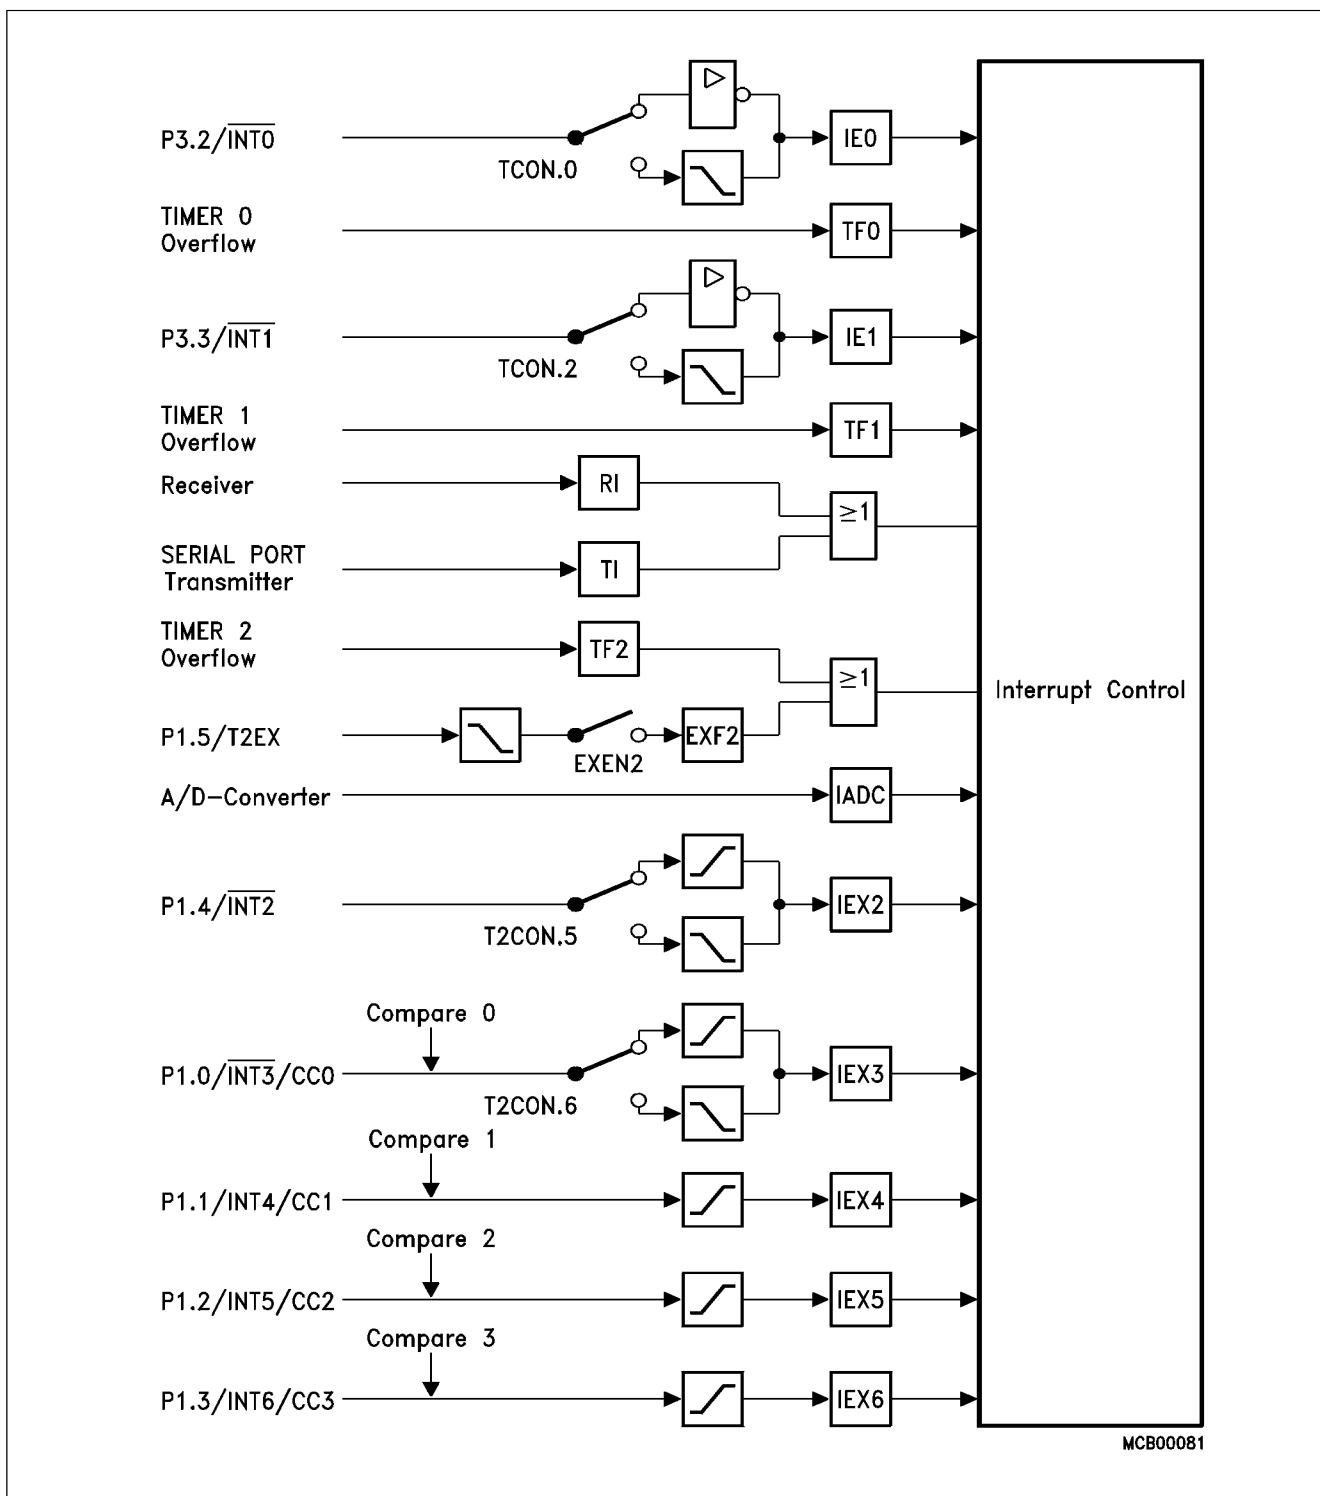 P3.2/INT0
TCON.0
IE0
TIMER 0
Overflow
TF0
P3.3/INT1
TCON.2
IE1
TIMER 1
Overflow
TF1
Receiver
RI
≥1
SERIAL PORT
Transmitter
TI
TIMER 2
Overflow
TF2
≥1
Interrupt Control
P1.5/T2EX
EXEN2
EXF2
A/D-Converter
IADC
P1.4/INT2
T2CON.5
IEX2
Compare 0
P1.0/INT3/CC0
T2CON.6
IEX3
Compare 1
P1.1/INT4/CC1
IEX4
Compare 2
P1.2/INT5/CC2
IEX5
Compare 3
P1.3/INT6/CC3
IEX6
MCB00081